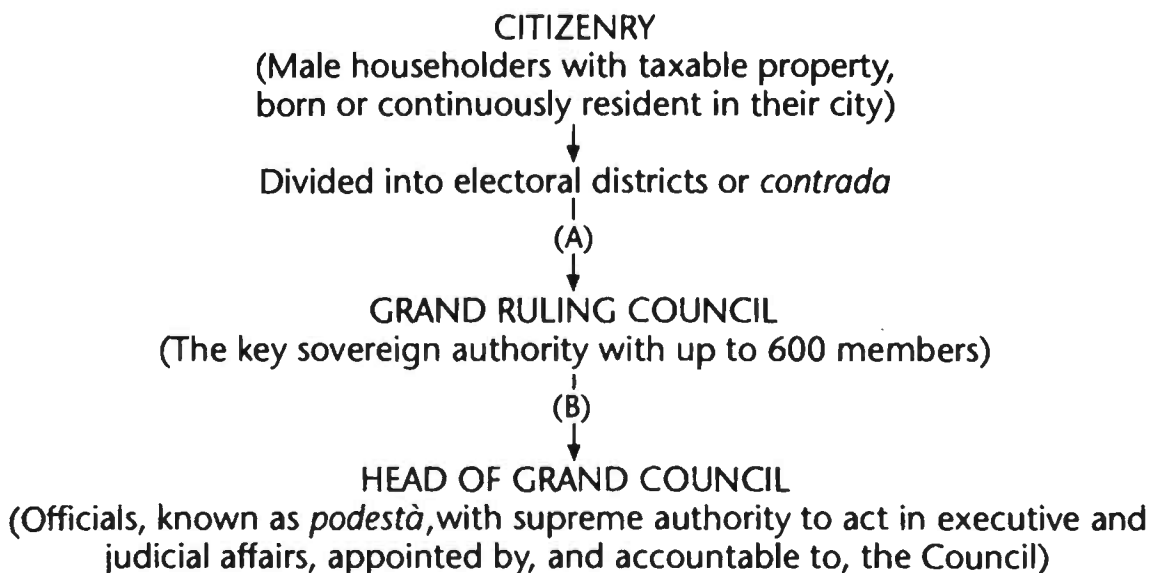 CITIZENRY
(Male householders with taxable property,
born or continuously resident in their city)
Divided into electoral districts or contrada
(A)
GRAND RULING COUNCIL
(The key sovereign authority with up to 600 members)
(B)
HEAD OF GRAND COUNCIL
(Officials, known as podestà, with supreme authority to act in executive and
judicial affairs, appointed by, and accountable to, the Council)